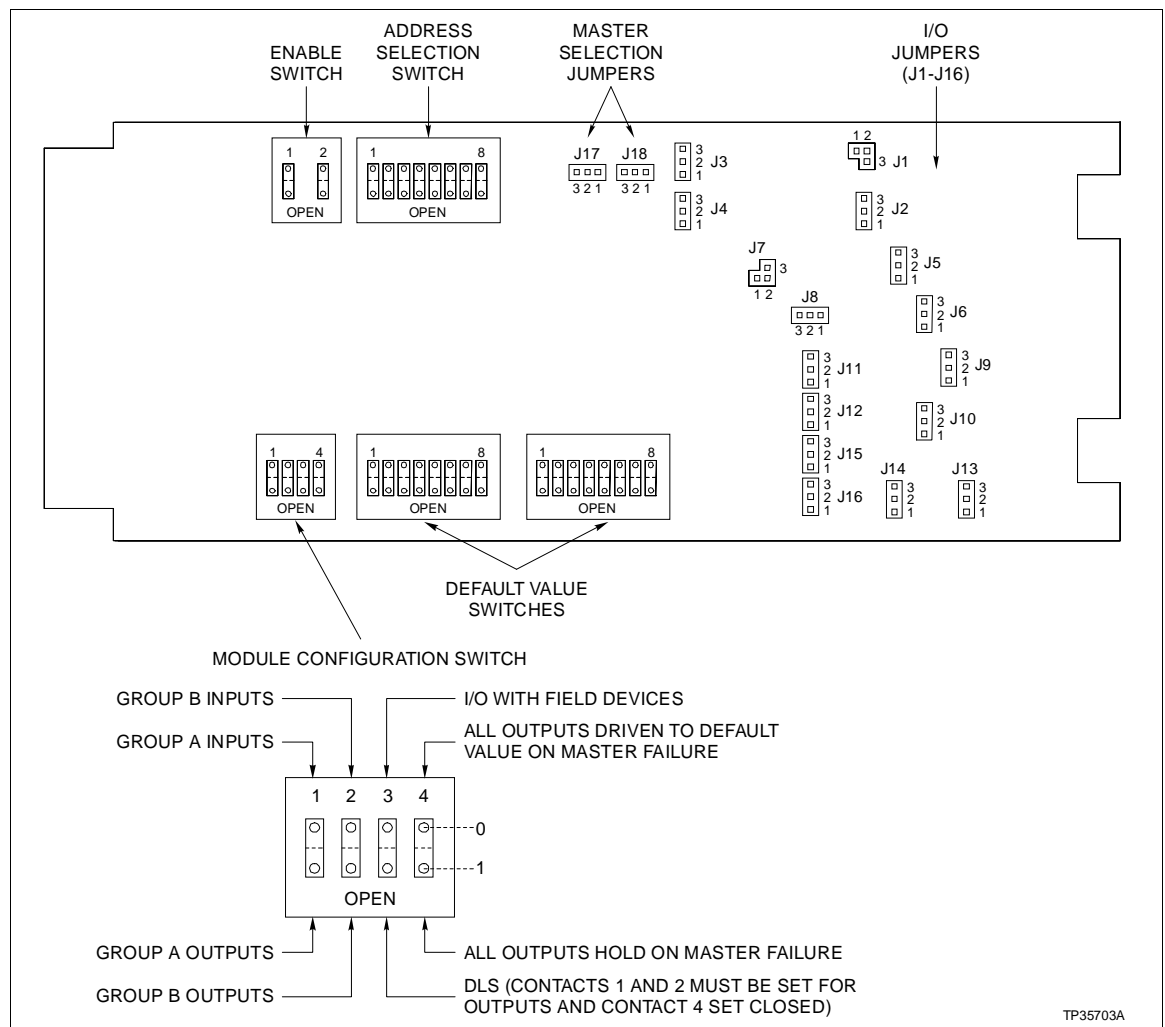 ENABLE
SWITCH
ADDRESS
SELECTION
SWITCH
MASTER
SELECTION
JUMPERS
I/O
JUMPERS
(J1-J16)
1 2
OPEN
1 8
OPEN
J17
3 2 1
J18
3 2 1
3
2
1
J3
3
2
1
J4
1 2
3
J1
3
2
1
J2
J7
3
1 2
3
2
1
J5
J8
3 2 1
3
2
1
J6
3
2
1
J11
3
2
1
J9
3
2
1
J12
3
2
1
J10
3
2
1
J15
3
2
1
J16
J14
3
2
1
J13
3
2
1
1 4
OPEN
1 8
OPEN
1 8
OPEN
DEFAULT VALUE
SWITCHES
MODULE CONFIGURATION SWITCH
GROUP B INPUTS
GROUP A INPUTS
I/O WITH FIELD DEVICES
ALL OUTPUTS DRIVEN TO DEFAULT
VALUE ON MASTER FAILURE
1 2 3 4
0
1
OPEN
GROUP A OUTPUTS
GROUP B OUTPUTS
ALL OUTPUTS HOLD ON MASTER FAILURE
DLS (CONTACTS 1 AND 2 MUST BE SET FOR
OUTPUTS AND CONTACT 4 SET CLOSED)
TP35703A